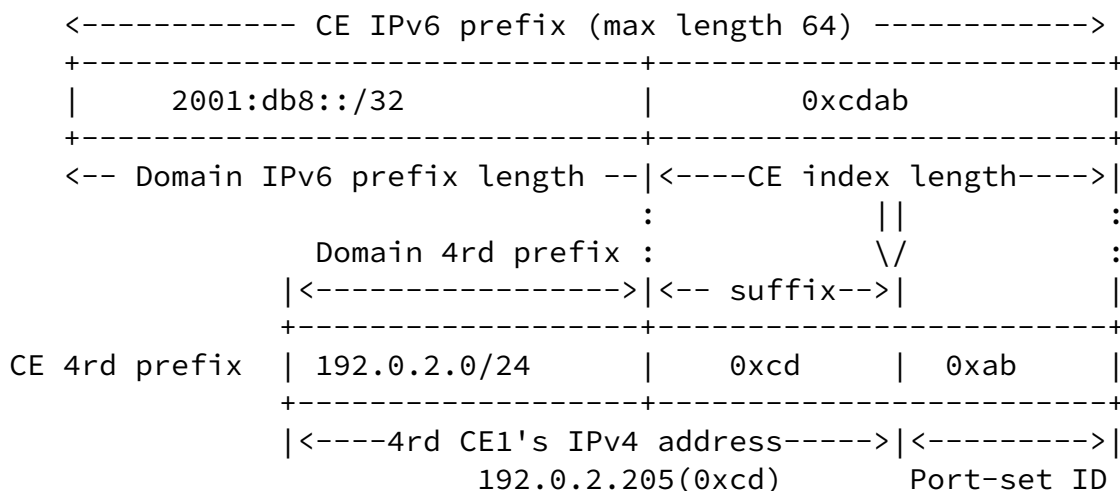 <------------ CE IPv6 prefix (max length 64) ------------>
+-------------------------------+--------------------------+
|      2001:db8::/32            |         0xcdab           |
+-------------------------------+--------------------------+
<-- Domain IPv6 prefix length --|<----CE index length---->|
:             ||           :
Domain 4rd prefix :             \/           :
|<----------------->|<-- suffix-->|            |
+-------------------+--------------------------+
CE 4rd prefix  | 192.0.2.0/24      |    0xcd     |  0xab      |
+-------------------+--------------------------+
|<----4rd CE1's IPv4 address----->|<--------->|
192.0.2.205(0xcd)       Port-set ID